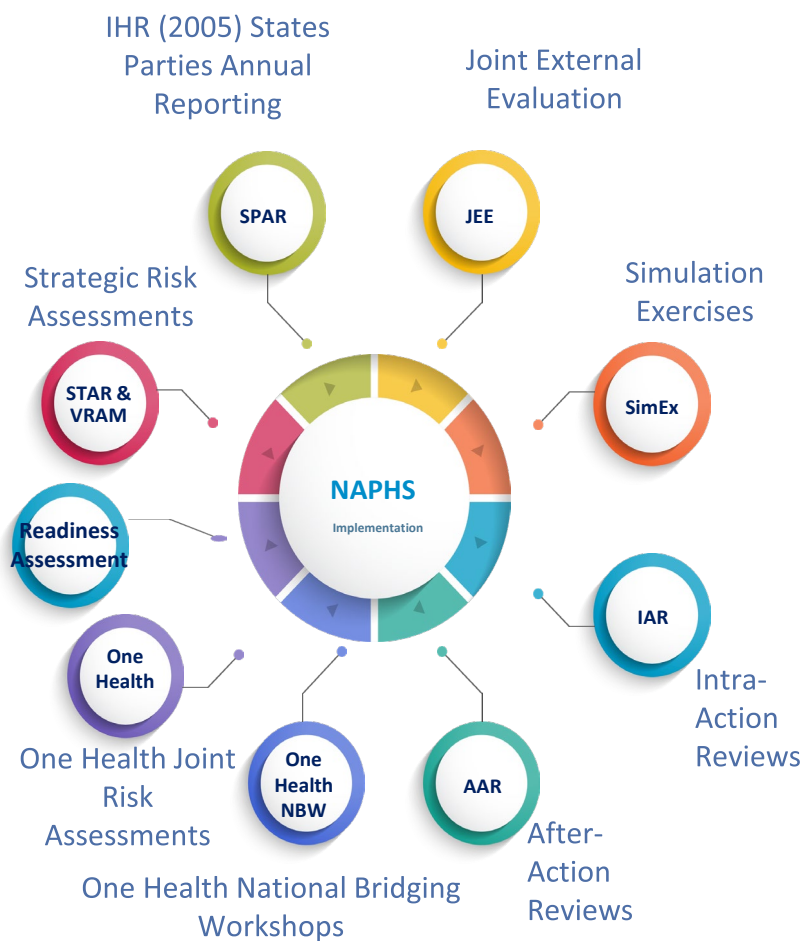 IHR (2005) States
Parties Annual
Reporting
Joint External
Evaluation
SPAR
JEE
Strategic Risk
Assessments
Simulation
Exercises
STAR &
VRAM
SimEx
NAPHS
Implementation
Readiness
Assessment
IAR
One
Health
Intra-
Action
Reviews
One Health Joint
Risk
Assessments
One
Health
NBW
AAR
After-
Action
Reviews
One Health National Bridging
Workshops